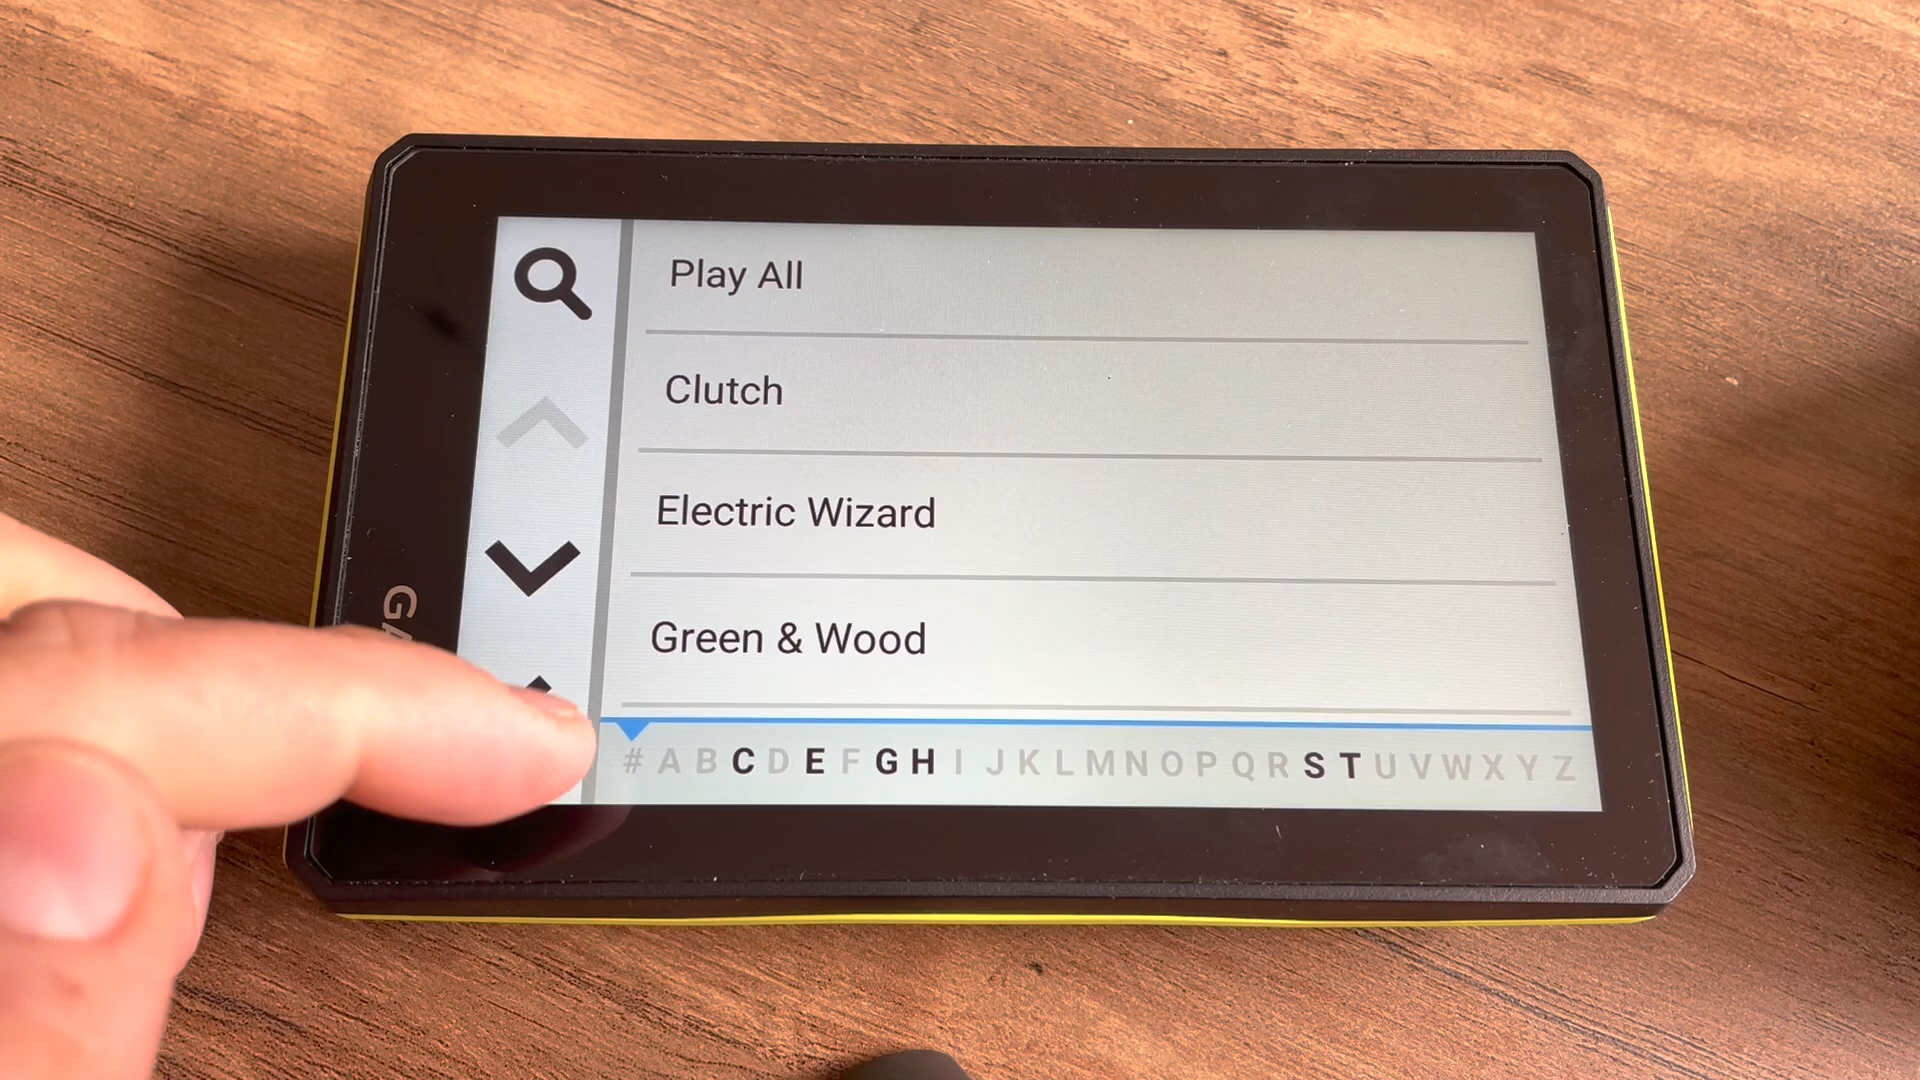 Play All
Clutch
Electric Wizard
Green & Wood
# A B C D E F G H I J K L M N O P Q R S T U V W X Y Z